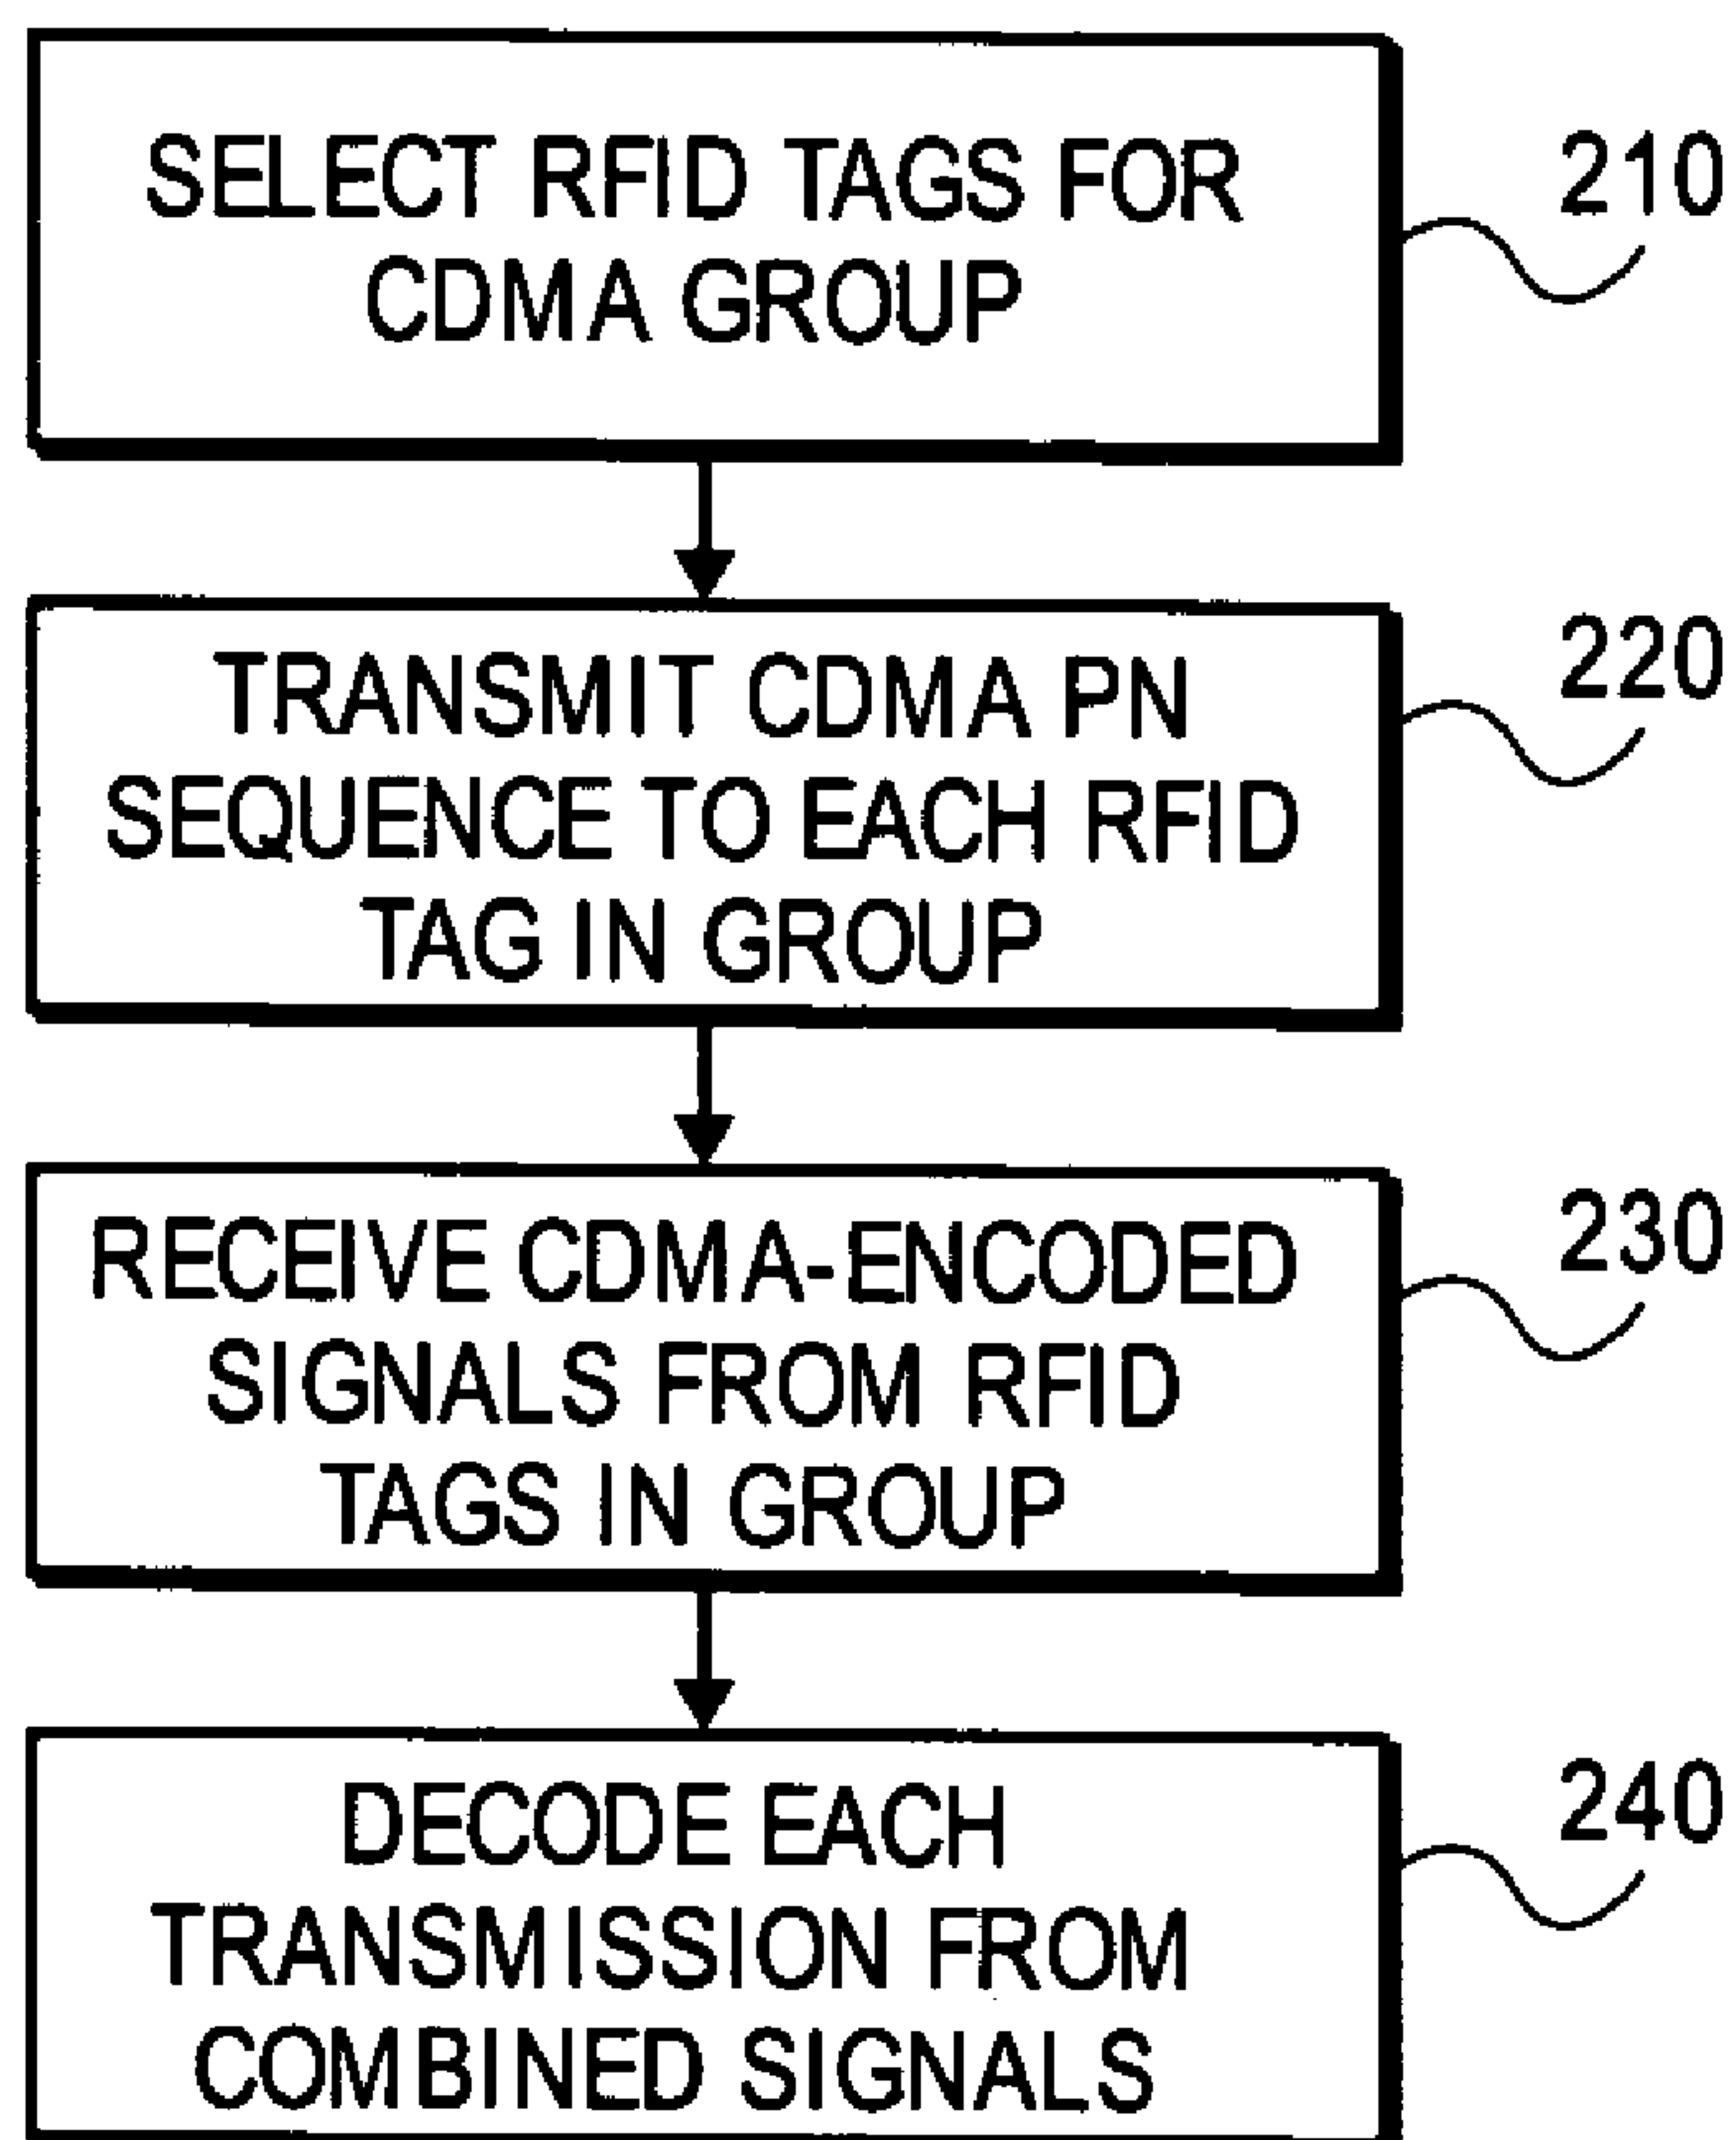 SELECT RFID TAGS FOR
CDMA GROUP
210
TRANSMIT CDMA PN
SEQUENCE TO EACH RFID
TAG IN GROUP
220
RECEIVE CDMA-ENCODED
SIGNALS FROM RFID
TAGS IN GROUP
230
DECODE EACH
TRANSMISSION FROM
COMBINED SIGNALS
240